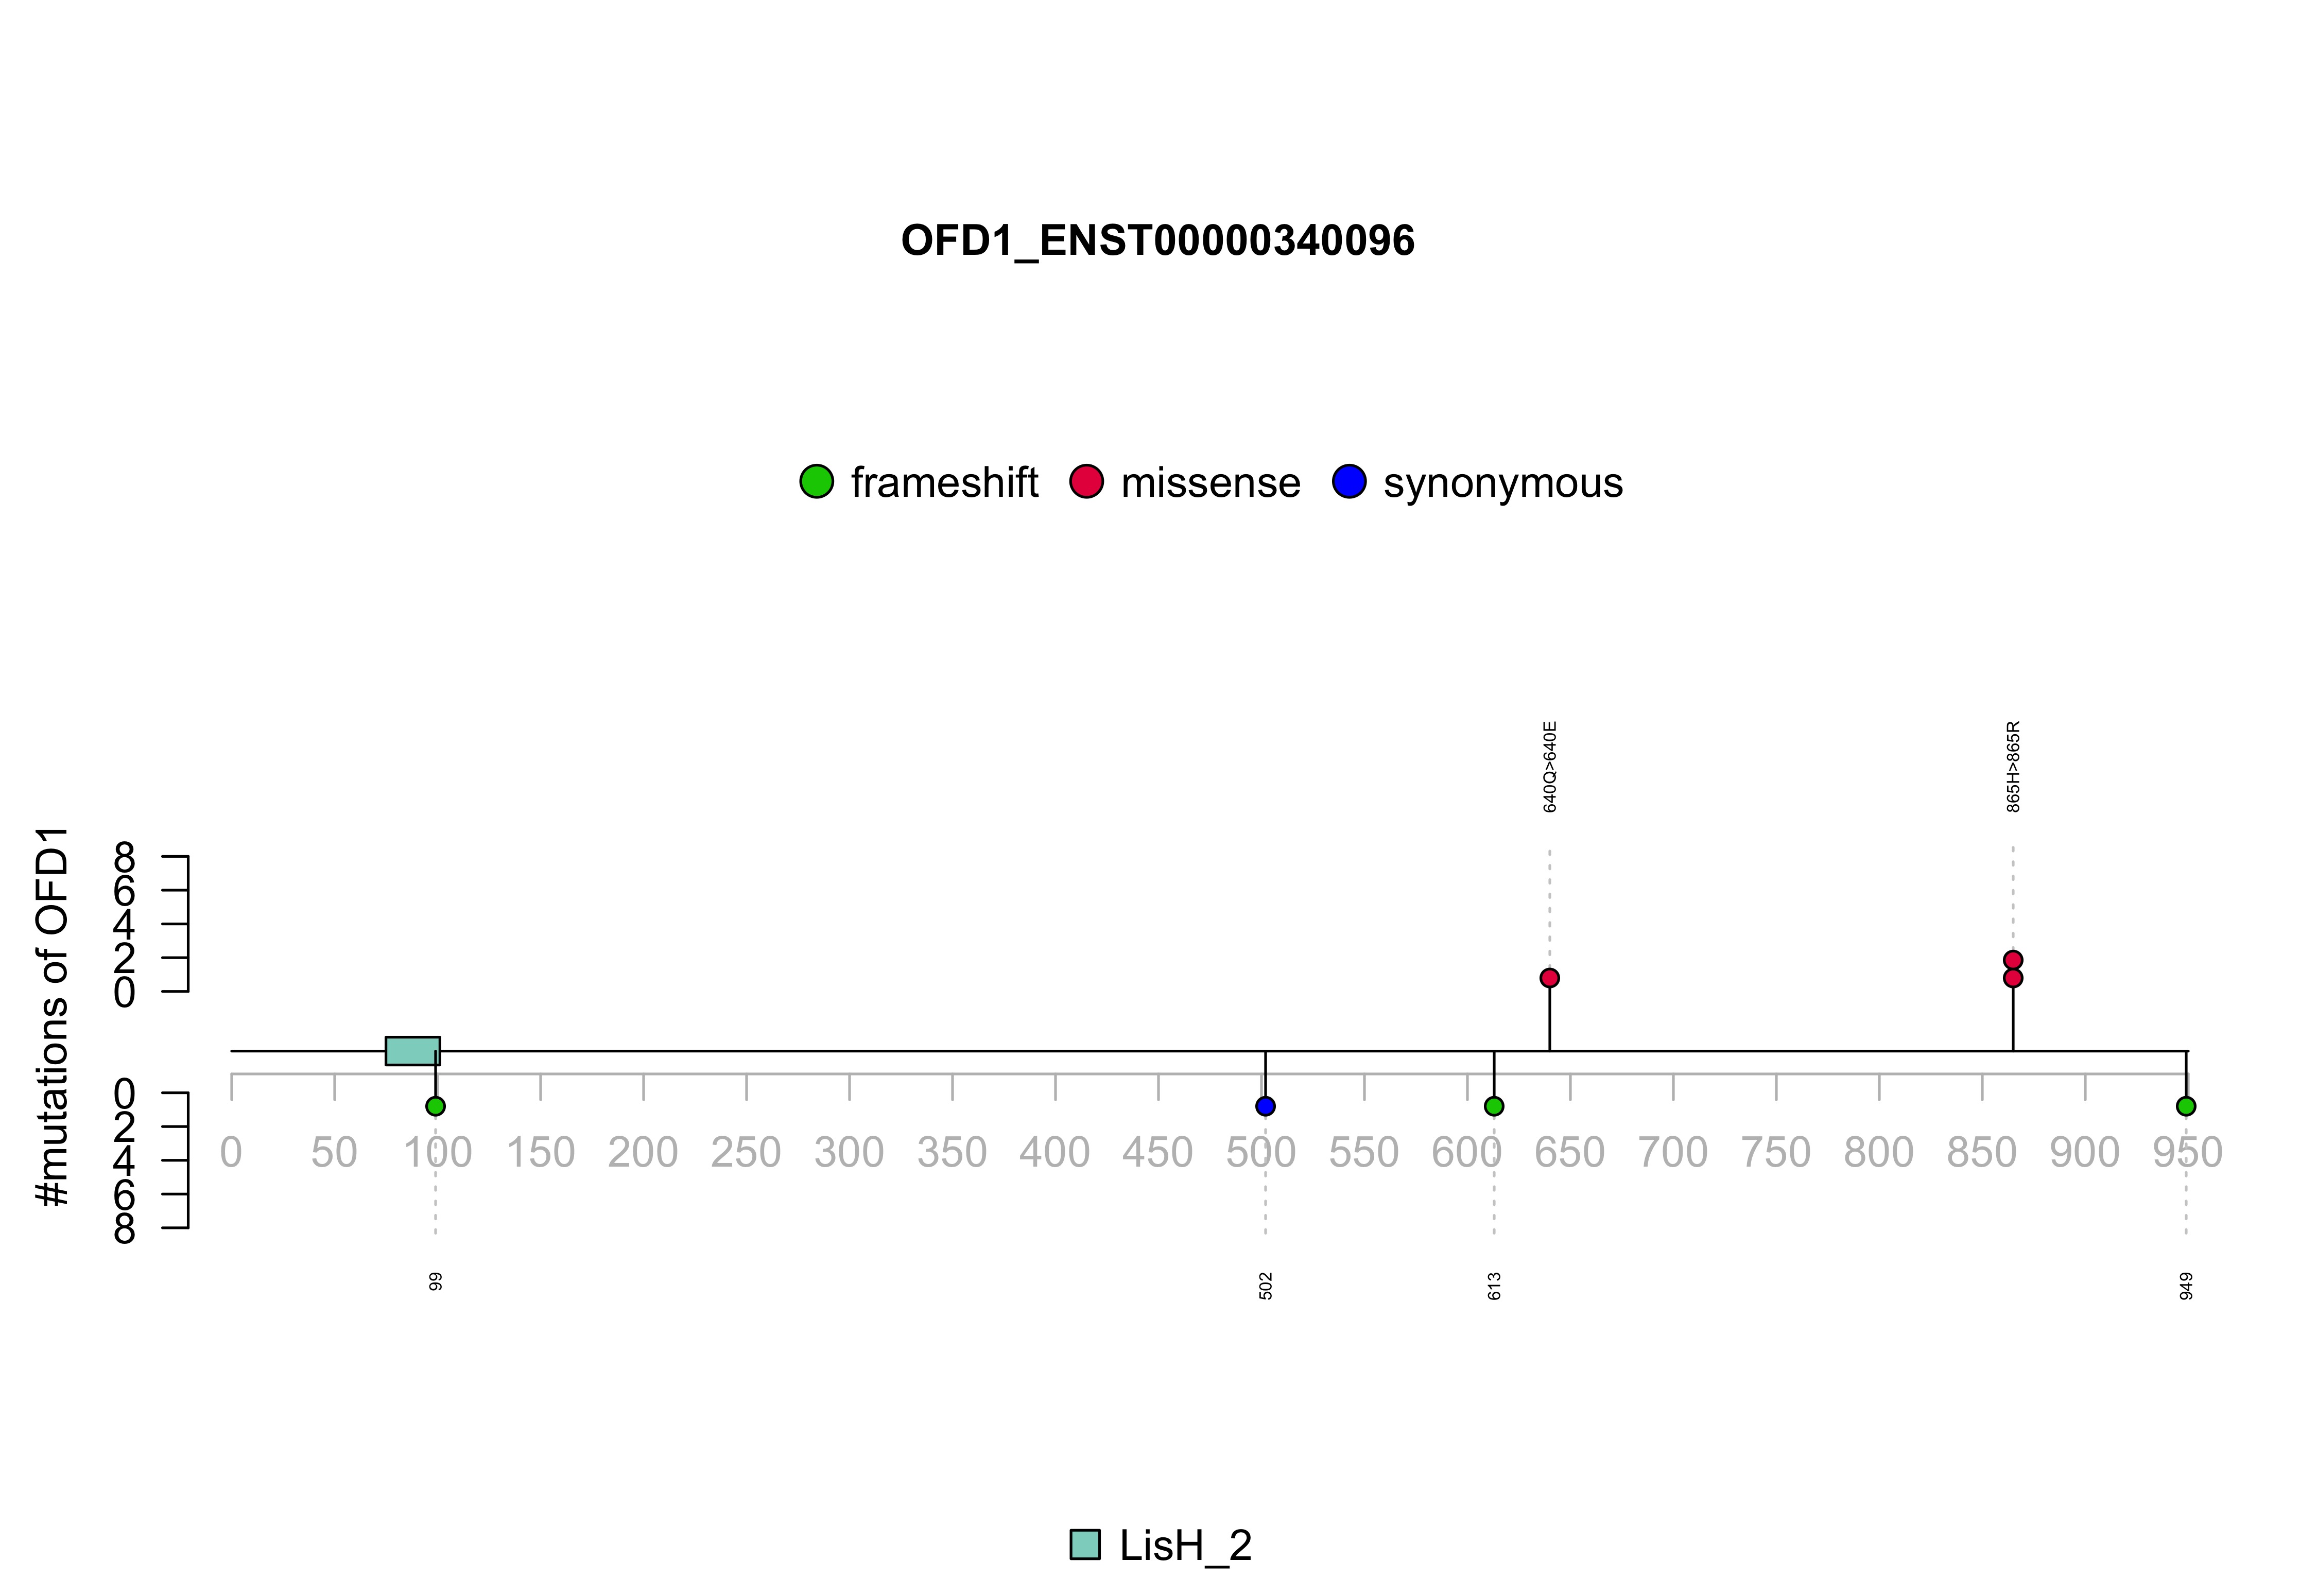 OFD1_ENST00000340096
frameshift missense synonymous
640Q>640E
865H>865R
#mutations of OFD1
8
6
4
2
0
0
2
4
6
8
0 50 100 150 200 250 300 350 400 450 500 550 600 650 700 750 800 850 900 950
99 502 613 949
LisH_2